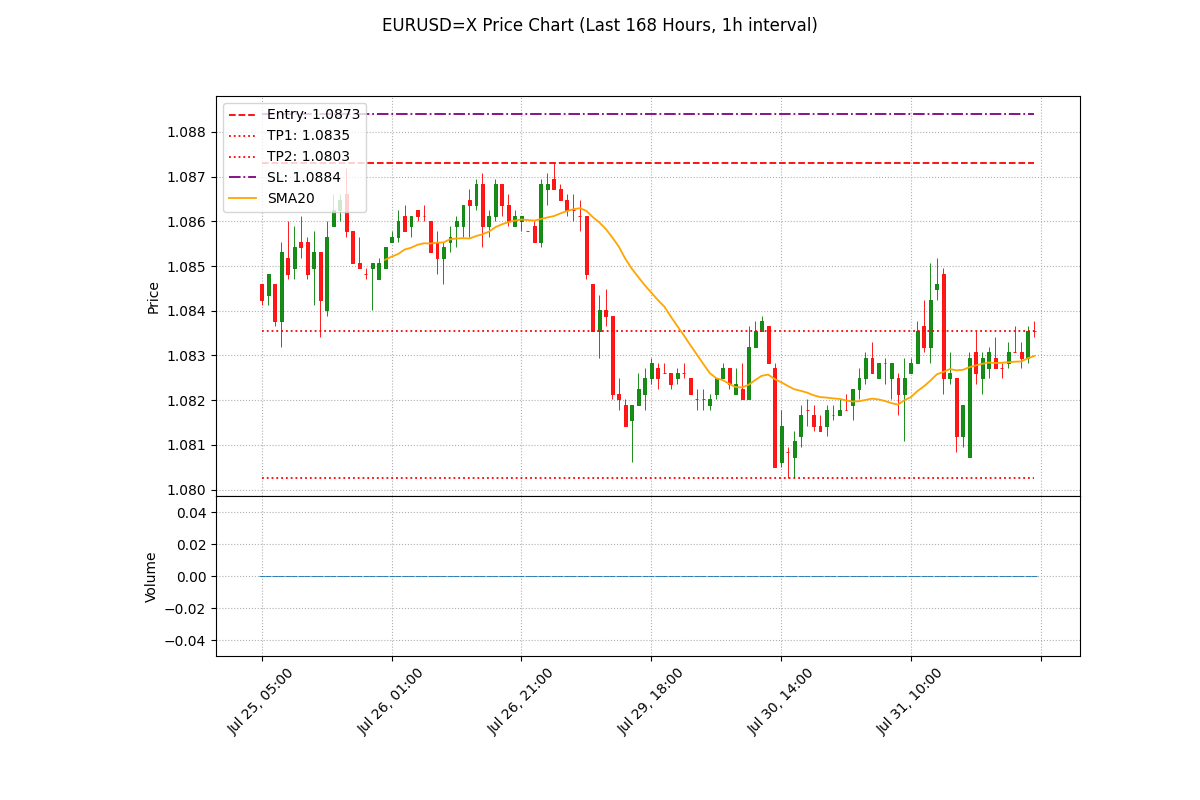 EURUSD=X Price Chart (Last 168 Hours, 1h interval)
Entry: 1.0873
TP1: 1.0835
TP2: 1.0803
SL: 1.0884
SMA20
Price
1.088
1.087
1.086
1.085
1.084
1.083
1.082
1.081
1.080
Volume
0.04
0.02
0.00
−0.02
−0.04
Jul 25, 05:00
Jul 26, 01:00
Jul 26, 21:00
Jul 29, 18:00
Jul 30, 14:00
Jul 31, 10:00